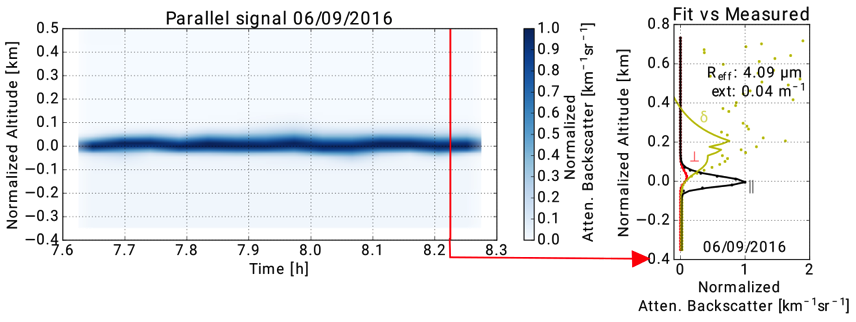 Parallel signal 06/09/2016
Normalized Altitude [km]
0.5
0.4
0.3
0.2
0.1
0.0
−0.1
−0.2
−0.3
−0.4
7.6 7.7 7.8 7.9 8.0 8.1 8.2 8.3
Time [h]
1.0
0.9
0.8
0.7
0.6
0.5
0.4
0.3
0.2
0.1
0.0
Normalized
Atten. Backscatter [km⁻¹sr⁻¹]
Fit vs Measured
Normalized Altitude [km]
0.8
0.6
0.4
0.2
0.0
−0.2
0.4
R_eff: 4.09 μm
ext: 0.04 m⁻¹
δ
⊥
||
06/09/2016
0 1 2
Normalized
Atten. Backscatter [km⁻¹sr⁻¹]